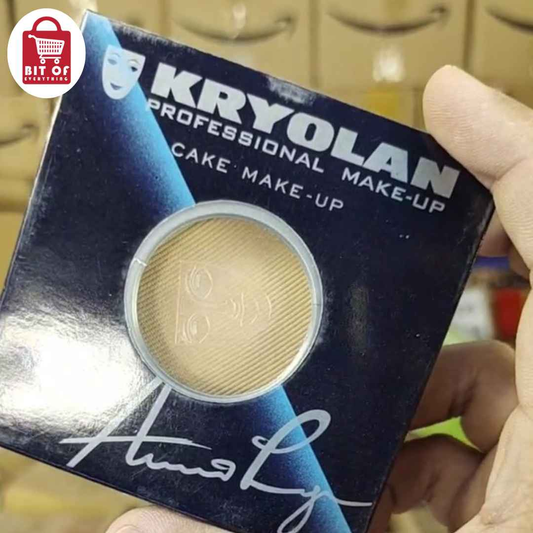 BIT OF
EVERYTHING
KRYOLAN
PROFESSIONAL MAKE-UP
CAKE MAKE-UP